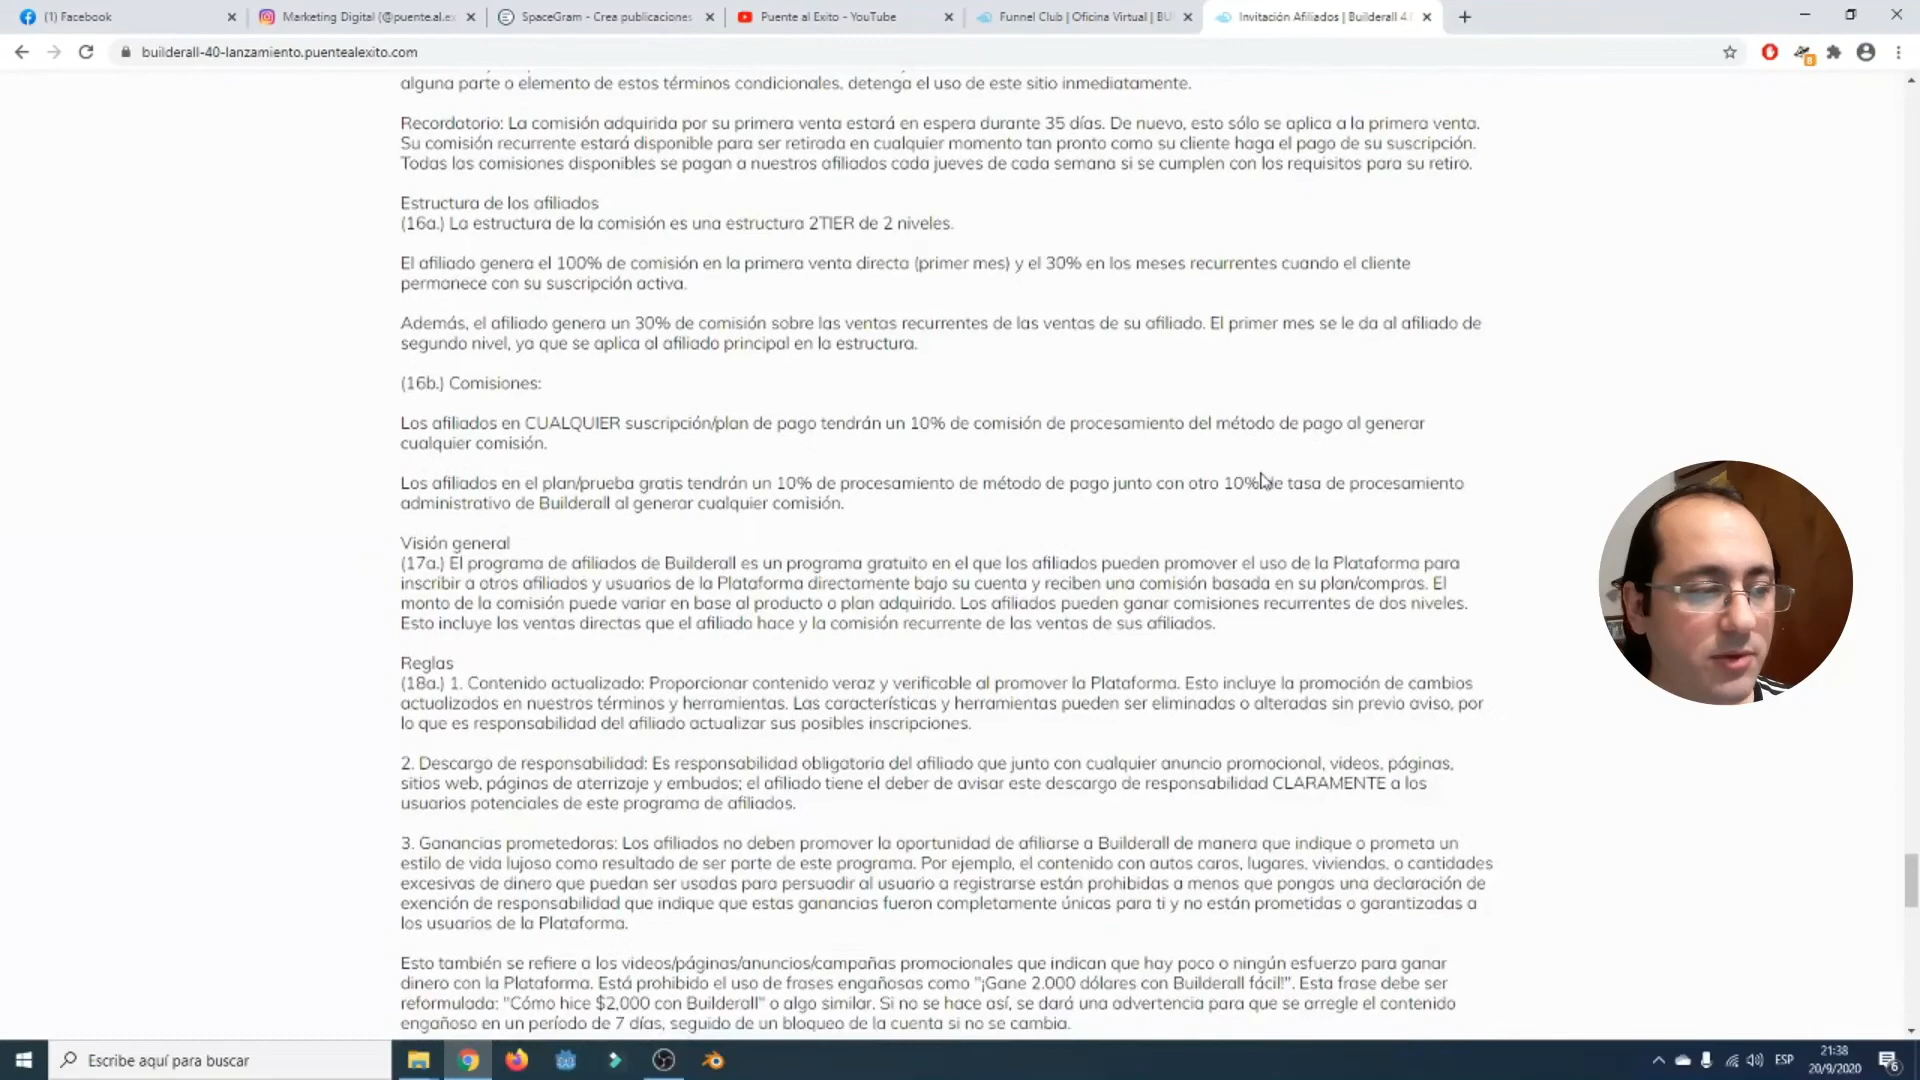 (1) Facebook
Marketing Digital (@puente.al.ex
SpaceGram - Crea publicaciones
Puente al Exito - YouTube
Funnel Club | Oficina Virtual | BU
Invitación Afiliados | Builderall 4.
builderall-40-lanzamiento.puentealexito.com
alguna parte o elemento de estos términos condicionales, detenga el uso de este sitio inmediatamente.
Recordatorio: La comisión adquirida por su primera venta estará en espera durante 35 días. De nuevo, esto sólo se aplica a la primera venta.
Su comisión recurrente estará disponible para ser retirada en cualquier momento tan pronto como su cliente haga el pago de su suscripción.
Todas las comisiones disponibles se pagan a nuestros afiliados cada jueves de cada semana si se cumplen con los requisitos para su retiro.
Estructura de los afiliados
(16a.) La estructura de la comisión es una estructura 2TIER de 2 niveles.
El afiliado genera el 100% de comisión en la primera venta directa (primer mes) y el 30% en los meses recurrentes cuando el cliente
permanece con su suscripción activa.
Además, el afiliado genera un 30% de comisión sobre las ventas recurrentes de las ventas de su afiliado. El primer mes se le da al afiliado de
segundo nivel, ya que se aplica al afiliado principal en la estructura.
(16b.) Comisiones:
Los afiliados en CUALQUIER suscripción/plan de pago tendrán un 10% de comisión de procesamiento del método de pago al generar
cualquier comisión.
Los afiliados en el plan/prueba gratis tendrán un 10% de procesamiento de método de pago junto con otro 10% de tasa de procesamiento
administrativo de Builderall al generar cualquier comisión.
Visión general
(17a.) El programa de afiliados de Builderall es un programa gratuito en el que los afiliados pueden promover el uso de la Plataforma para
inscribir a otros afiliados y usuarios de la Plataforma directamente bajo su cuenta y reciben una comisión basada en su plan/compras. El
monto de la comisión puede variar en base al producto o plan adquirido. Los afiliados pueden ganar comisiones recurrentes de dos niveles.
Esto incluye las ventas directas que el afiliado hace y la comisión recurrente de las ventas de sus afiliados.
Reglas
(18a.) 1. Contenido actualizado: Proporcionar contenido veraz y verificable al promover la Plataforma. Esto incluye la promoción de cambios
actualizados en nuestros términos y herramientas. Las características y herramientas pueden ser eliminadas o alteradas sin previo aviso, por
lo que es responsabilidad del afiliado actualizar sus posibles inscripciones.
2. Descargo de responsabilidad: Es responsabilidad obligatoria del afiliado que junto con cualquier anuncio promocional, videos, páginas,
sitios web, páginas de aterrizaje y embudos; el afiliado tiene el deber de avisar este descargo de responsabilidad CLARAMENTE a los
usuarios potenciales de este programa de afiliados.
3. Ganancias prometedoras: Los afiliados no deben promover la oportunidad de afiliarse a Builderall de manera que indique o prometa un
estilo de vida lujoso como resultado de ser parte de este programa. Por ejemplo, el contenido con autos caros, lugares, viviendas, o cantidades
excesivas de dinero que puedan ser usadas para persuadir al usuario a registrarse están prohibidas a menos que pongas una declaración de
exención de responsabilidad que indique que estas ganancias fueron completamente únicas para ti y no están prometidas o garantizadas a
los usuarios de la Plataforma.
Esto también se refiere a los videos/páginas/anuncios/campañas promocionales que indican que hay poco o ningún esfuerzo para ganar
dinero con la Plataforma. Está prohibido el uso de frases engañosas como "¡Gane 2.000 dólares con Builderall fácil!". Esta frase debe ser
reformulada: "Cómo hice $2,000 con Builderall" o algo similar. Si no se hace así, se dará una advertencia para que se arregle el contenido
engañoso en un período de 7 días, seguido de un bloqueo de la cuenta si no se cambia.
Escribe aquí para buscar
ESP
21:38
20/9/2020
6